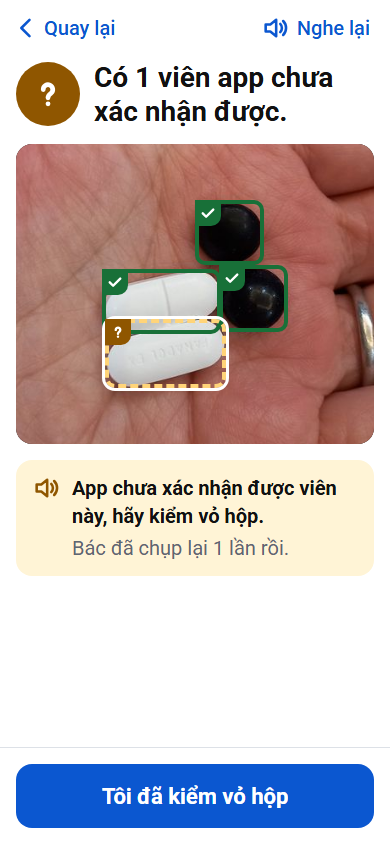 Quay lại
Nghe lại
?
Có 1 viên app chưa
xác nhận được.
?
App chưa xác nhận được viên
này, hãy kiểm vỏ hộp.
Bác đã chụp lại 1 lần rồi.
Tôi đã kiểm vỏ hộp